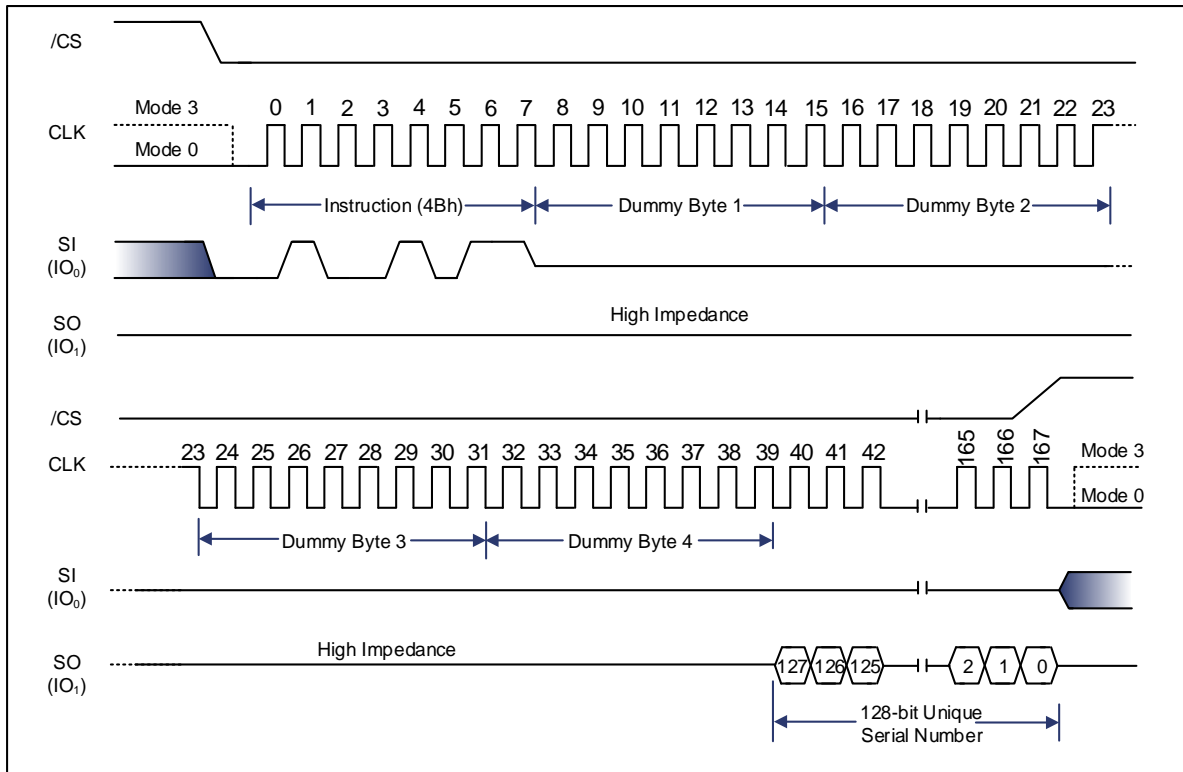 /CS
Mode 3
0 1 2 3 4 5 6 7 8 9 10 11 12 13 14 15 16 17 18 19 20 21 22 23
CLK
Mode 0
Instruction (4Bh) Dummy Byte 1 Dummy Byte 2
SI
(IO₀)
High Impedance
SO
(IO₁)
/CS
23 24 25 26 27 28 29 30 31 32 33 34 35 36 37 38 39 40 41 42 165 166 167
CLK
Mode 3
Mode 0
Dummy Byte 3 Dummy Byte 4
SI
(IO₀)
High Impedance
SO
(IO₁)
127 126 125 2 1 0
128-bit Unique
Serial Number